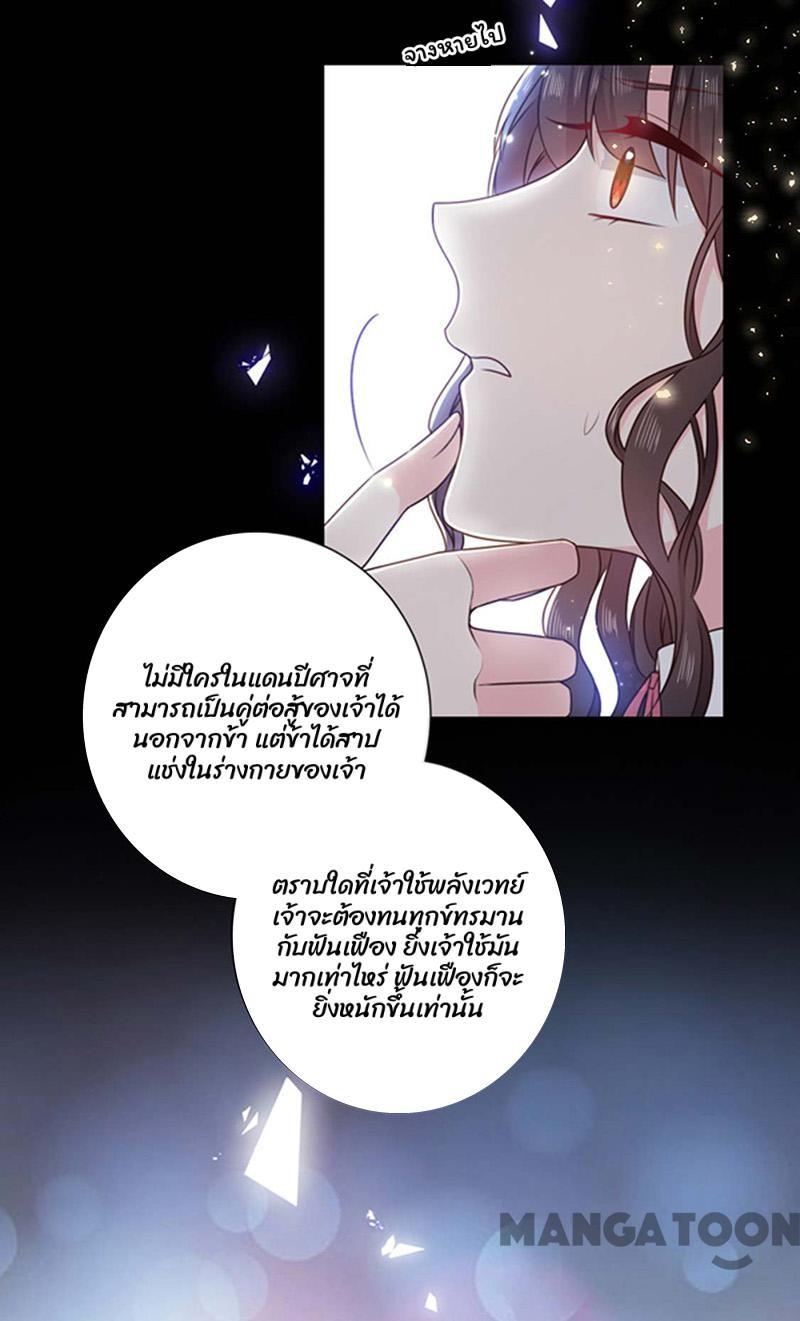 จางหายไป
ไม่มีใครในแดนปีศาจที่
สามารถเป็นคู่ต่อสู้ของเจ้าได้
นอกจากข้า แต่ข้าได้สาป
แช่งในร่างกายของเจ้า
ตราบใดที่เจ้าใช้พลังเวทย์
เจ้าจะต้องทนทุกข์ทรมาน
กับฟันเฟือง ยิ่งเจ้าใช้มัน
มากเท่าไหร่ ฟันเฟืองก็จะ
ยิ่งหนักขึ้นเท่านั้น
MANGATOON